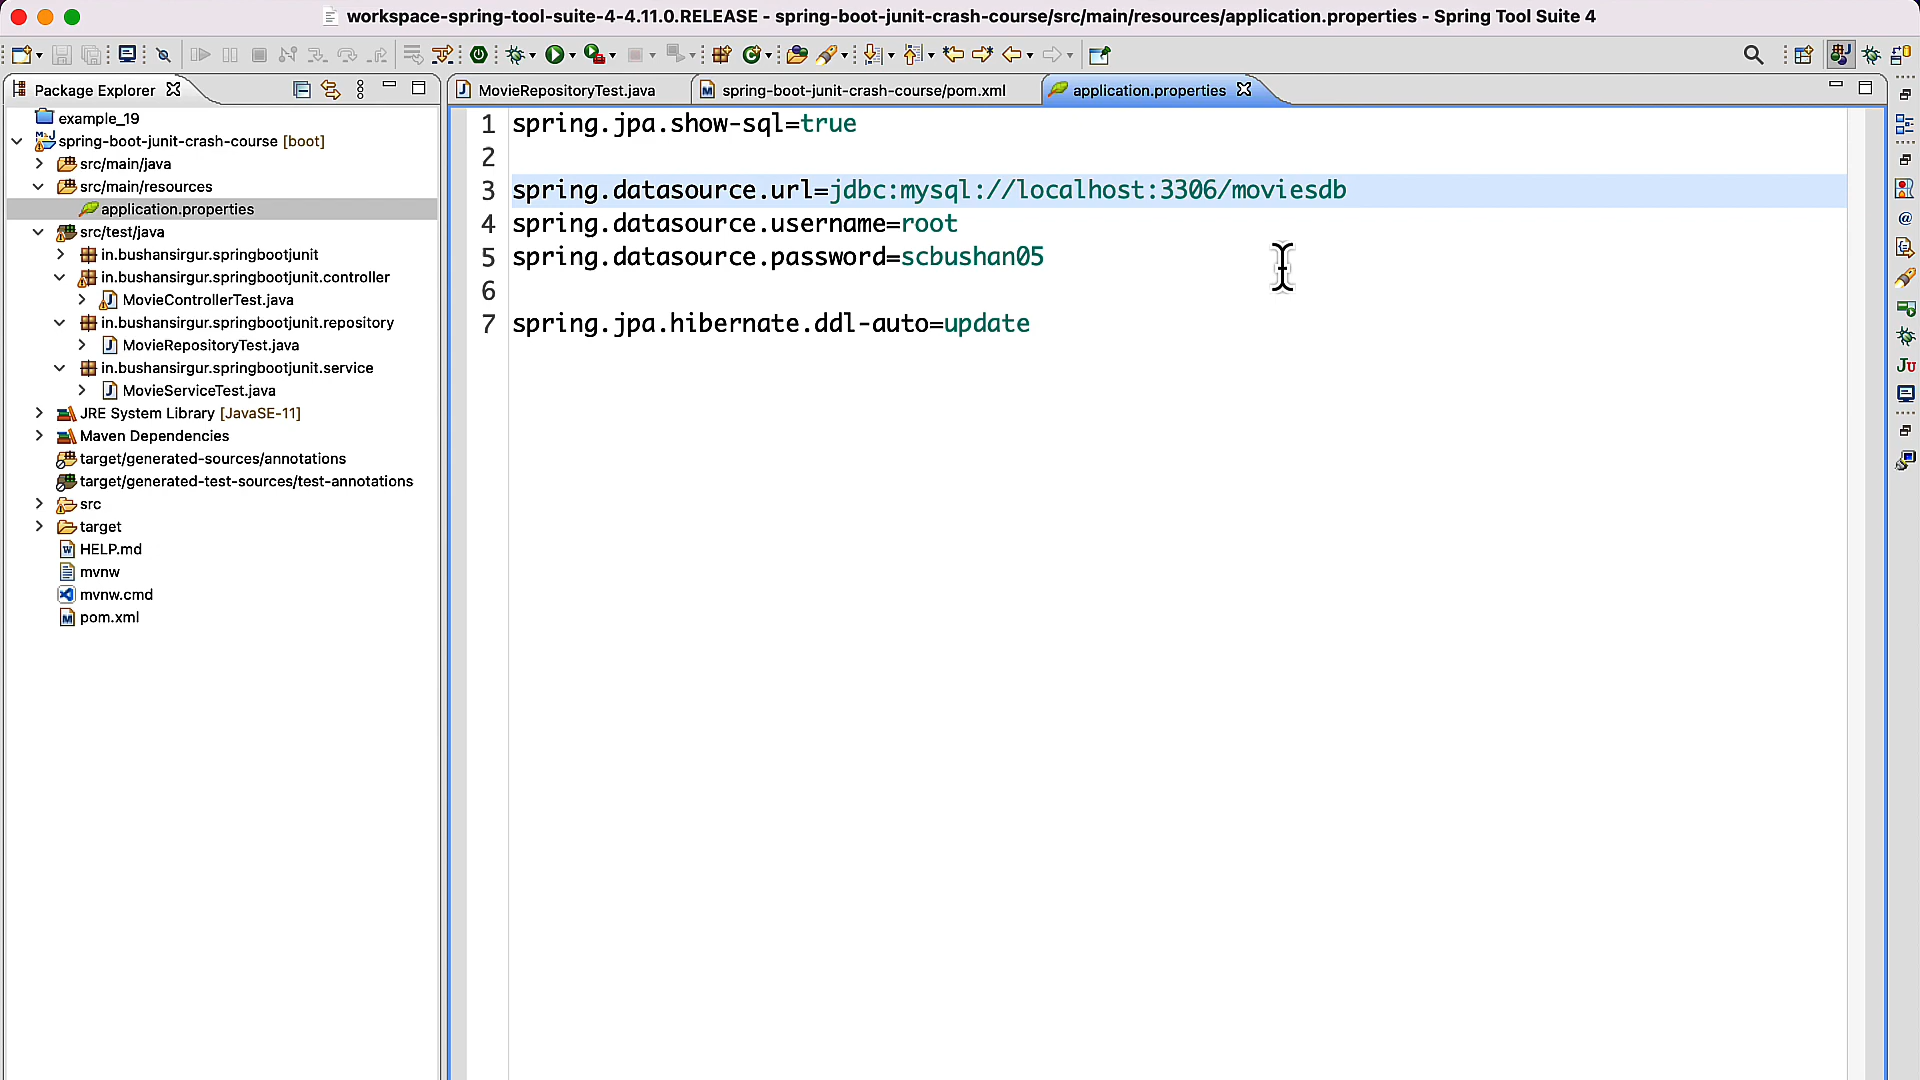 workspace-spring-tool-suite-4-4.11.0.RELEASE - spring-boot-junit-crash-course/src/main/resources/application.properties - Spring Tool Suite 4
Package Explorer
example_19
spring-boot-junit-crash-course [boot]
src/main/java
src/main/resources
application.properties
src/test/java
in.bushansirgur.springbootjunit
in.bushansirgur.springbootjunit.controller
MovieControllerTest.java
in.bushansirgur.springbootjunit.repository
MovieRepositoryTest.java
in.bushansirgur.springbootjunit.service
MovieServiceTest.java
JRE System Library [JavaSE-11]
Maven Dependencies
target/generated-sources/annotations
target/generated-test-sources/test-annotations
src
target
HELP.md
mvnw
mvnw.cmd
pom.xml
MovieRepositoryTest.java
spring-boot-junit-crash-course/pom.xml
application.properties
1 spring.jpa.show-sql=true
2
3 spring.datasource.url=jdbc:mysql://localhost:3306/moviesdb
4 spring.datasource.username=root
5 spring.datasource.password=scbushan05
6
7 spring.jpa.hibernate.ddl-auto=update